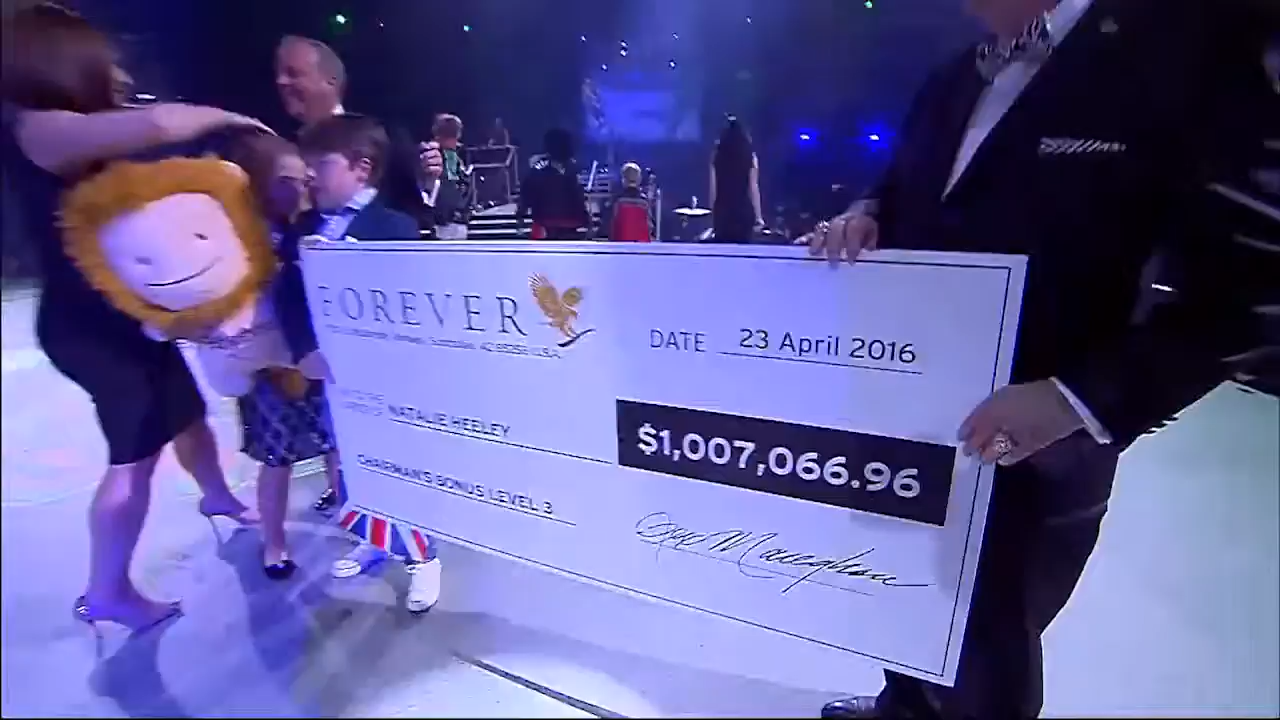 FOREVER
DATE 23 April 2016
NATALIE HEELEY
$1,007,066.96
CHAIRMAN'S BONUS LEVEL 3